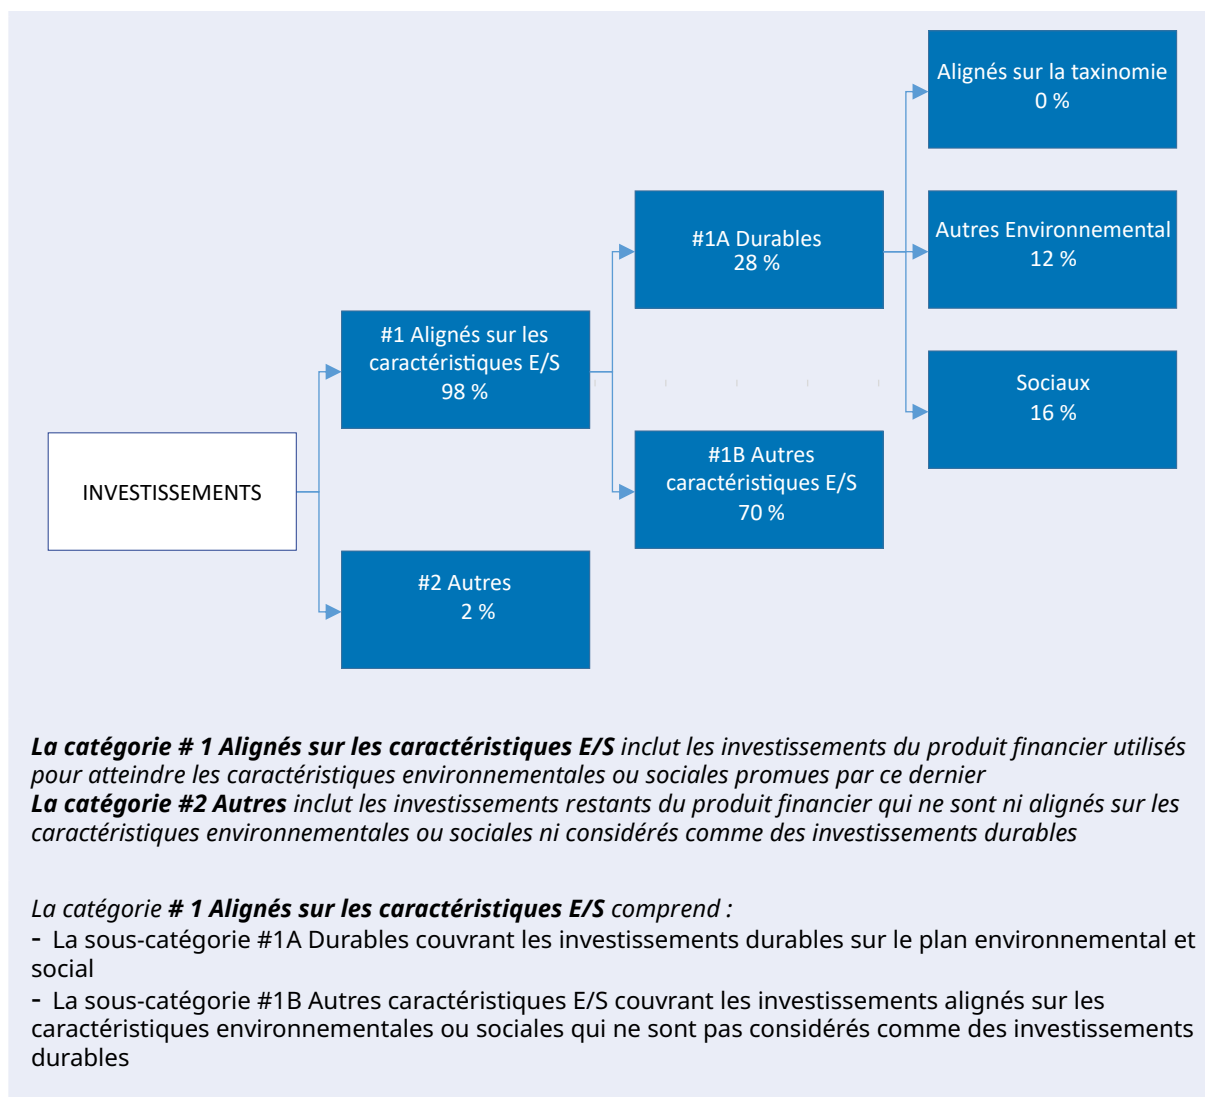 Alignés sur la taxinomie
0 %
#1A Durables
28 %
Autres Environnemental
12 %
#1 Alignés sur les
caractéristiques E/S
98 %
Sociaux
16 %
INVESTISSEMENTS
#1B Autres
caractéristiques E/S
70 %
#2 Autres
2 %
La catégorie # 1 Alignés sur les caractéristiques E/S inclut les investissements du produit financier utilisés
pour atteindre les caractéristiques environnementales ou sociales promues par ce dernier
La catégorie #2 Autres inclut les investissements restants du produit financier qui ne sont ni alignés sur les
caractéristiques environnementales ou sociales ni considérés comme des investissements durables
La catégorie # 1 Alignés sur les caractéristiques E/S comprend :
- La sous-catégorie #1A Durables couvrant les investissements durables sur le plan environnemental et
social
- La sous-catégorie #1B Autres caractéristiques E/S couvrant les investissements alignés sur les
caractéristiques environnementales ou sociales qui ne sont pas considérés comme des investissements
durables